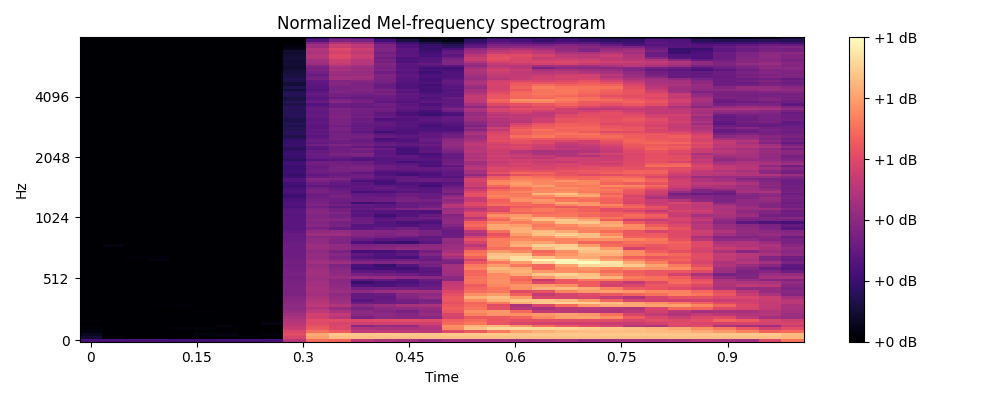 Normalized Mel-frequency spectrogram
Hz
4096
2048
1024
512
0
0 0.15 0.3 0.45 0.6 0.75 0.9
Time
+1 dB
+1 dB
+1 dB
+0 dB
+0 dB
+0 dB